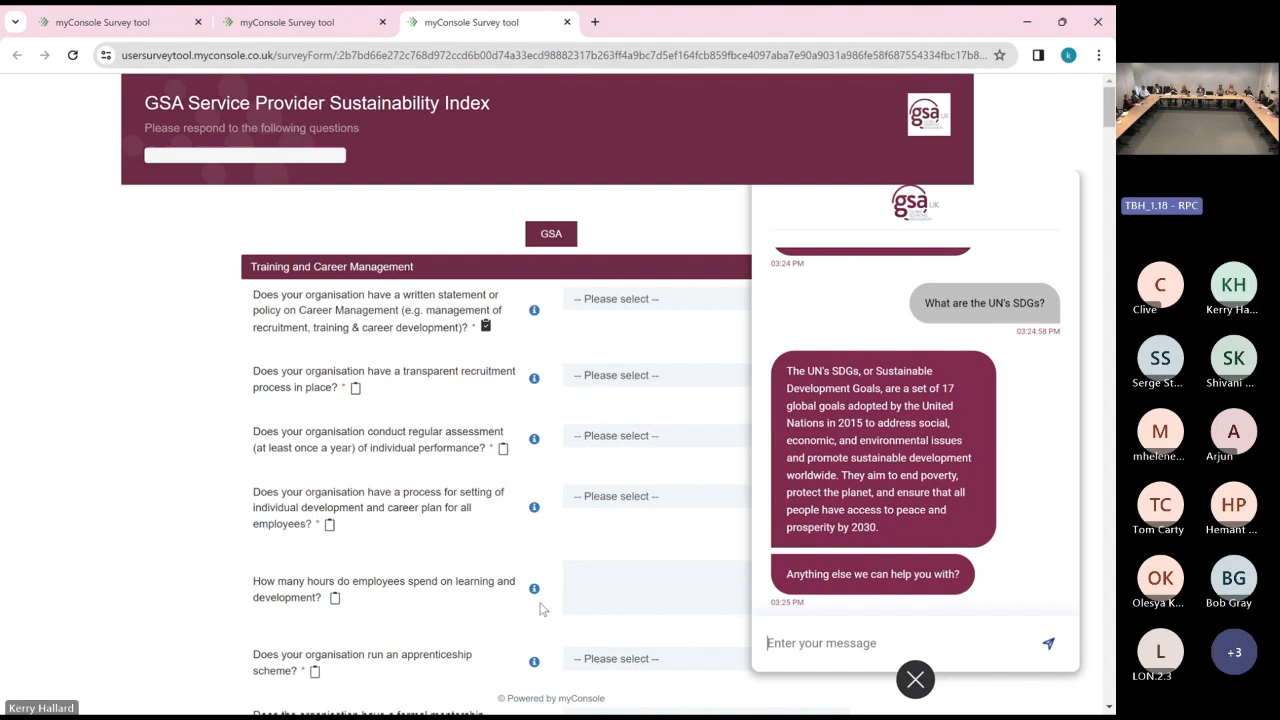 myConsole Survey tool
myConsole Survey tool
myConsole Survey tool
usersurveytool.myconsole.co.uk/surveyForm/:2b7bd66e272c768d972ccd6b00d74a33ecd98882317b263ff4a9bc7d5ef164fcb859fbce4097aba7e90a9031a986fe58f687554334fbc17b8...
k
GSA Service Provider Sustainability Index
Please respond to the following questions
gsa UK
GSA
Training and Career Management
Does your organisation have a written statement or
policy on Career Management (e.g. management of
recruitment, training & career development)? *
-- Please select --
Does your organisation have a transparent recruitment
process in place? *
-- Please select --
Does your organisation conduct regular assessment
(at least once a year) of individual performance? *
-- Please select --
Does your organisation have a process for setting of
individual development and career plan for all
employees? *
-- Please select --
How many hours do employees spend on learning and
development?
Does your organisation run an apprenticeship
scheme? *
-- Please select --
© Powered by myConsole
gsa UK
03:24 PM
What are the UN's SDGs?
03:24:58 PM
The UN's SDGs, or Sustainable
Development Goals, are a set of 17
global goals adopted by the United
Nations in 2015 to address social,
economic, and environmental issues
and promote sustainable development
worldwide. They aim to end poverty,
protect the planet, and ensure that all
people have access to peace and
prosperity by 2030.
Anything else we can help you with?
03:25 PM
Enter your message
Kerry Hallard
TBH_1.18 - RPC
C
Clive
KH
Kerry Ha...
SS
Serge St...
SK
Shivani ...
M
mhelene...
A
Arjun
TC
Tom Carty
HP
Hemant ...
OK
Olesya K...
BG
Bob Gray
L
LON.2.3
+3